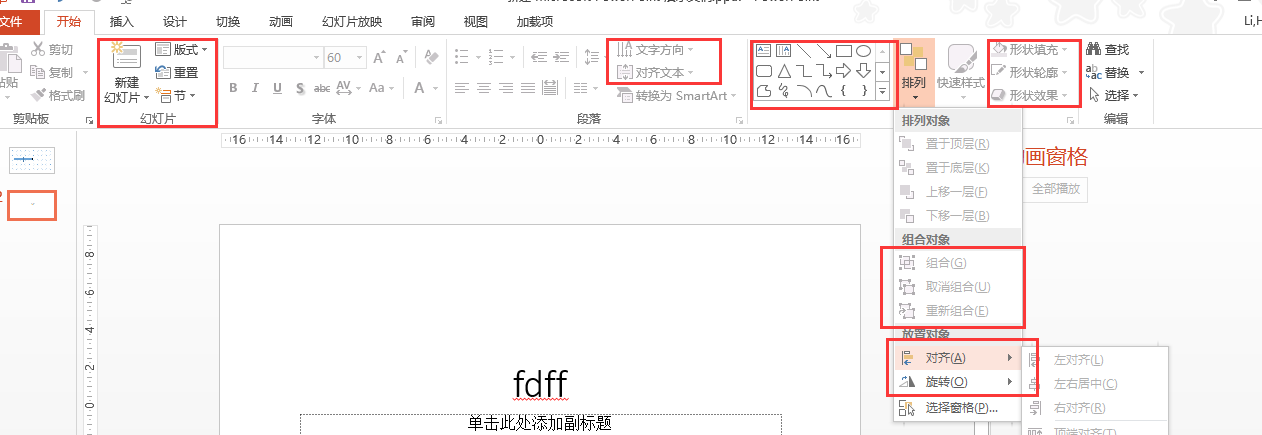 文件 开始 插入 设计 切换 动画 幻灯片放映 审阅 视图 加载项
剪切
复制
格式刷
剪贴板
新建
幻灯片
版式
重置
节
幻灯片
60
B I U S abc AV Aa A
字体
文字方向
对齐文本
转换为 SmartArt
段落
排列
快速样式
形状填充
形状轮廓
形状效果
查找
替换
选择
编辑
排列对象
置于顶层(R)
置于底层(K)
上移一层(F)
下移一层(B)
组合对象
组合(G)
取消组合(U)
重新组合(E)
放置对象
对齐(A)
旋转(O)
选择窗格(P)...
左对齐(L)
左右居中(C)
右对齐(R)
顶端对齐(T)
画窗格
全部播放
16 14 12 10 8 6 4 2 0 2 4 6 8 10 12 14 16
8
6
4
2
0
2
fdff
单击此处添加副标题